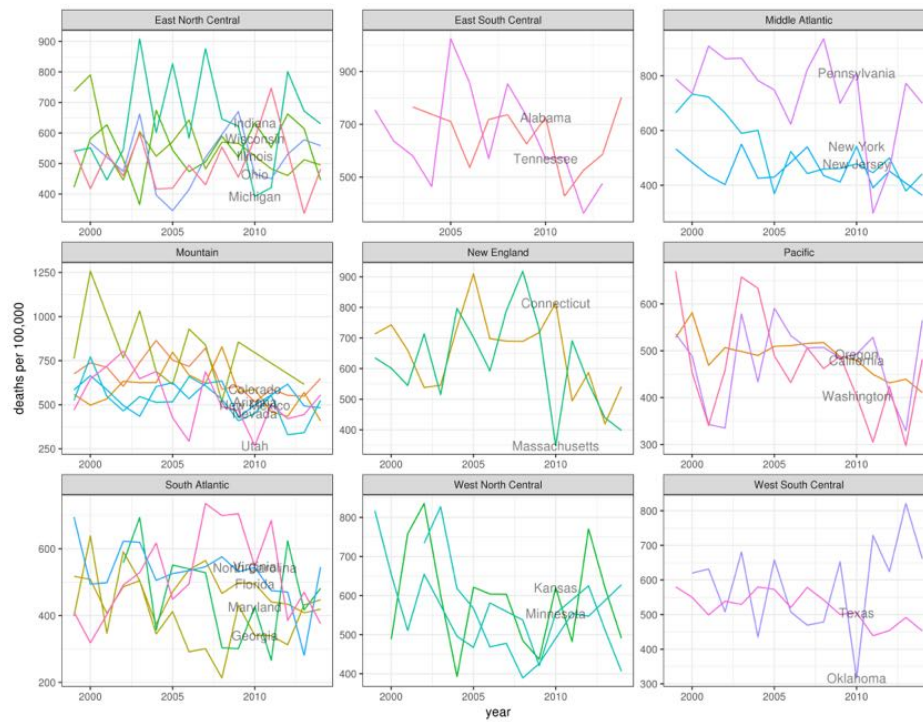 East North Central
East South Central
Middle Atlantic
900
800
700
600
500
400
Indiana
Wisconsin
Illinois
Ohio
Michigan
2000 2005 2010
900
700
500
Alabama
Tennessee
2000 2005 2010
800
600
400
Pennsylvania
New York
New Jersey
2000 2005 2010
Mountain
New England
Pacific
deaths per 100,000
1250
1000
750
500
250
Colorado
Arizona
New Mexico
Nevada
Utah
2000 2005 2010
900
800
700
600
500
400
Connecticut
Massachusetts
2000 2005 2010
600
500
400
300
Oregon
California
Washington
2000 2005 2010
South Atlantic
West North Central
West South Central
600
400
200
Virginia
North Carolina
Florida
Maryland
Georgia
2000 2005 2010
800
700
600
500
400
Kansas
Minnesota
2000 2005 2010
800
700
600
500
400
300
Texas
Oklahoma
2000 2005 2010
year